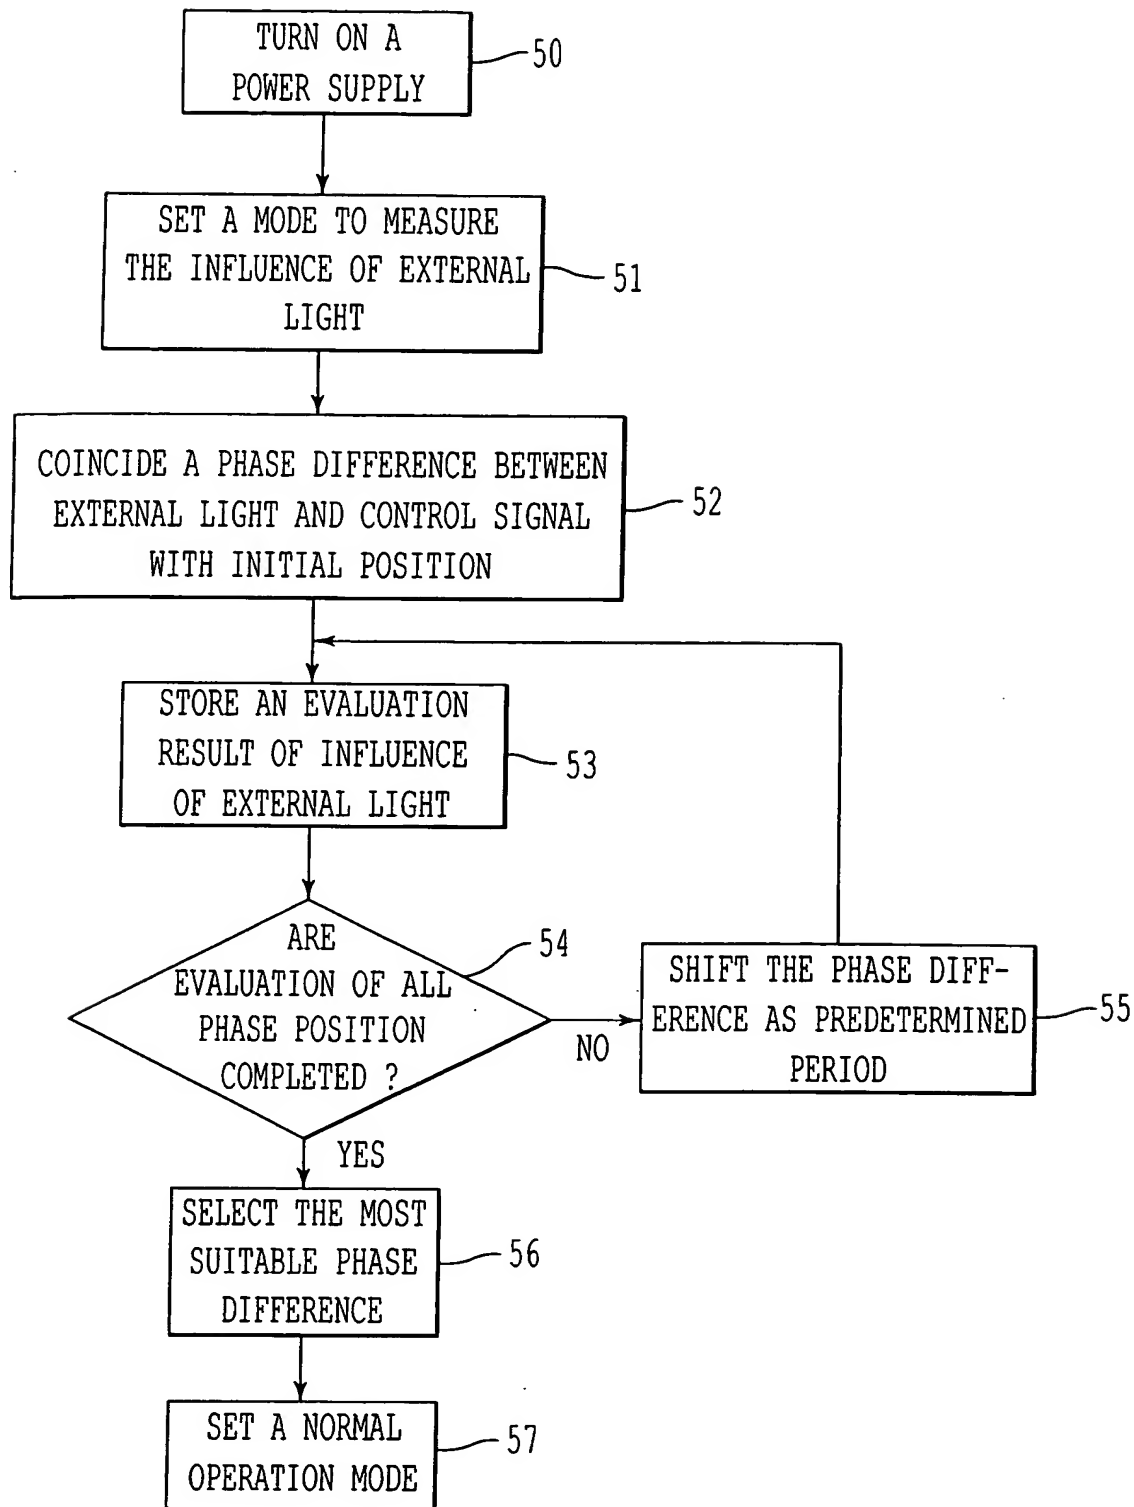 TURN ON A
POWER SUPPLY
50
SET A MODE TO MEASURE
THE INFLUENCE OF EXTERNAL
LIGHT
51
COINCIDE A PHASE DIFFERENCE BETWEEN
EXTERNAL LIGHT AND CONTROL SIGNAL
WITH INITIAL POSITION
52
STORE AN EVALUATION
RESULT OF INFLUENCE
OF EXTERNAL LIGHT
53
ARE
EVALUATION OF ALL
PHASE POSITION
COMPLETED ?
54
NO
SHIFT THE PHASE DIFF-
ERENCE AS PREDETERMINED
PERIOD
55
YES
SELECT THE MOST
SUITABLE PHASE
DIFFERENCE
56
SET A NORMAL
OPERATION MODE
57